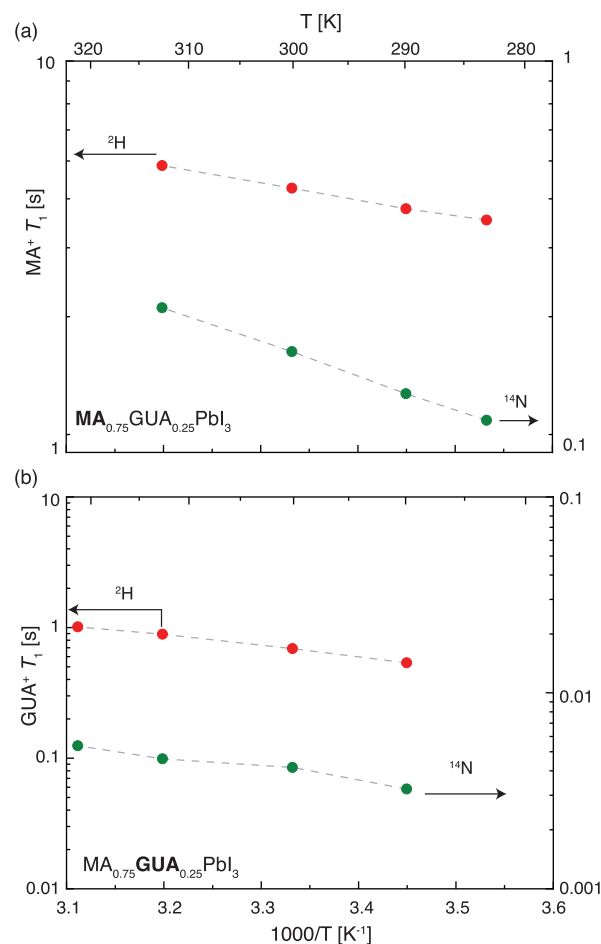 (a)
T [K]
320 310 300 290 280
10 1
²H
MA⁺ T₁ [s]
¹⁴N
MA₀.₇₅GUA₀.₂₅PbI₃
1 0.1
(b)
10 0.1
²H
1
GUA⁺ T₁ [s]
0.01
0.1
¹⁴N
MA₀.₇₅GUA₀.₂₅PbI₃
0.01 0.001
3.1 3.2 3.3 3.4 3.5 3.6
1000/T [K⁻¹]